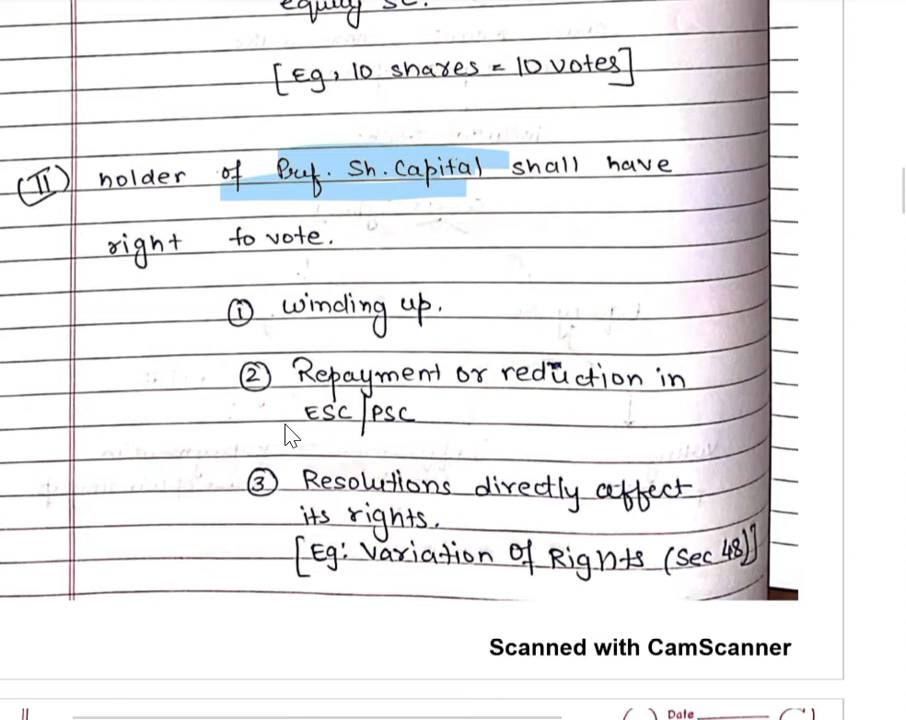 equity sc.
[Eg, 10 shares = 10 votes]
(II) holder of Pref. Sh. Capital shall have
right to vote.
① winding up.
② Repayment or reduction in
ESC | PSC
③ Resolutions directly affect
its rights.
[Eg: Variation of Rights (Sec 48)]
Scanned with CamScanner
Date